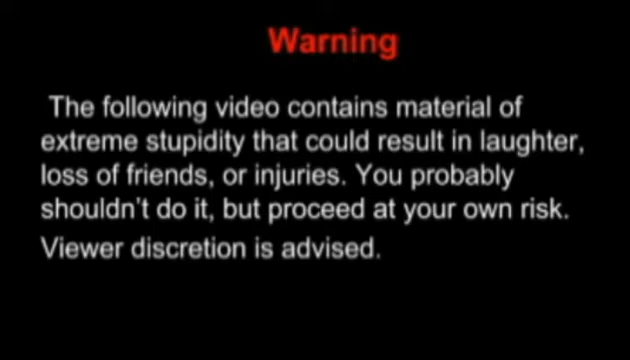 Warning
The following video contains material of
extreme stupidity that could result in laughter,
loss of friends, or injuries. You probably
shouldn't do it, but proceed at your own risk.
Viewer discretion is advised.